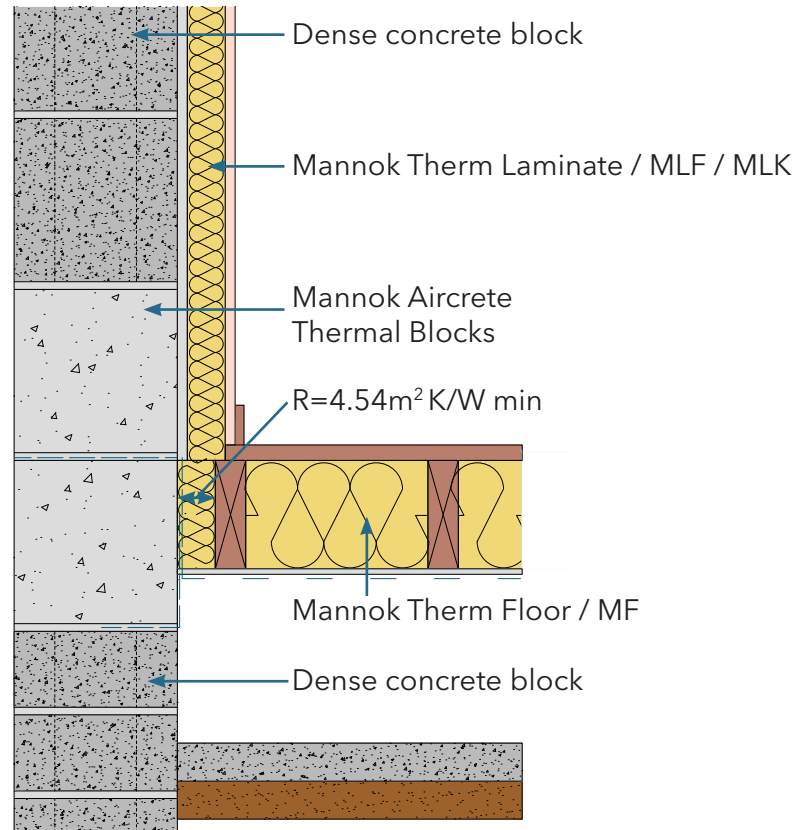 Dense concrete block
Mannok Therm Laminate / MLF / MLK
Mannok Aircrete
Thermal Blocks
R=4.54m² K/W min
Mannok Therm Floor / MF
Dense concrete block